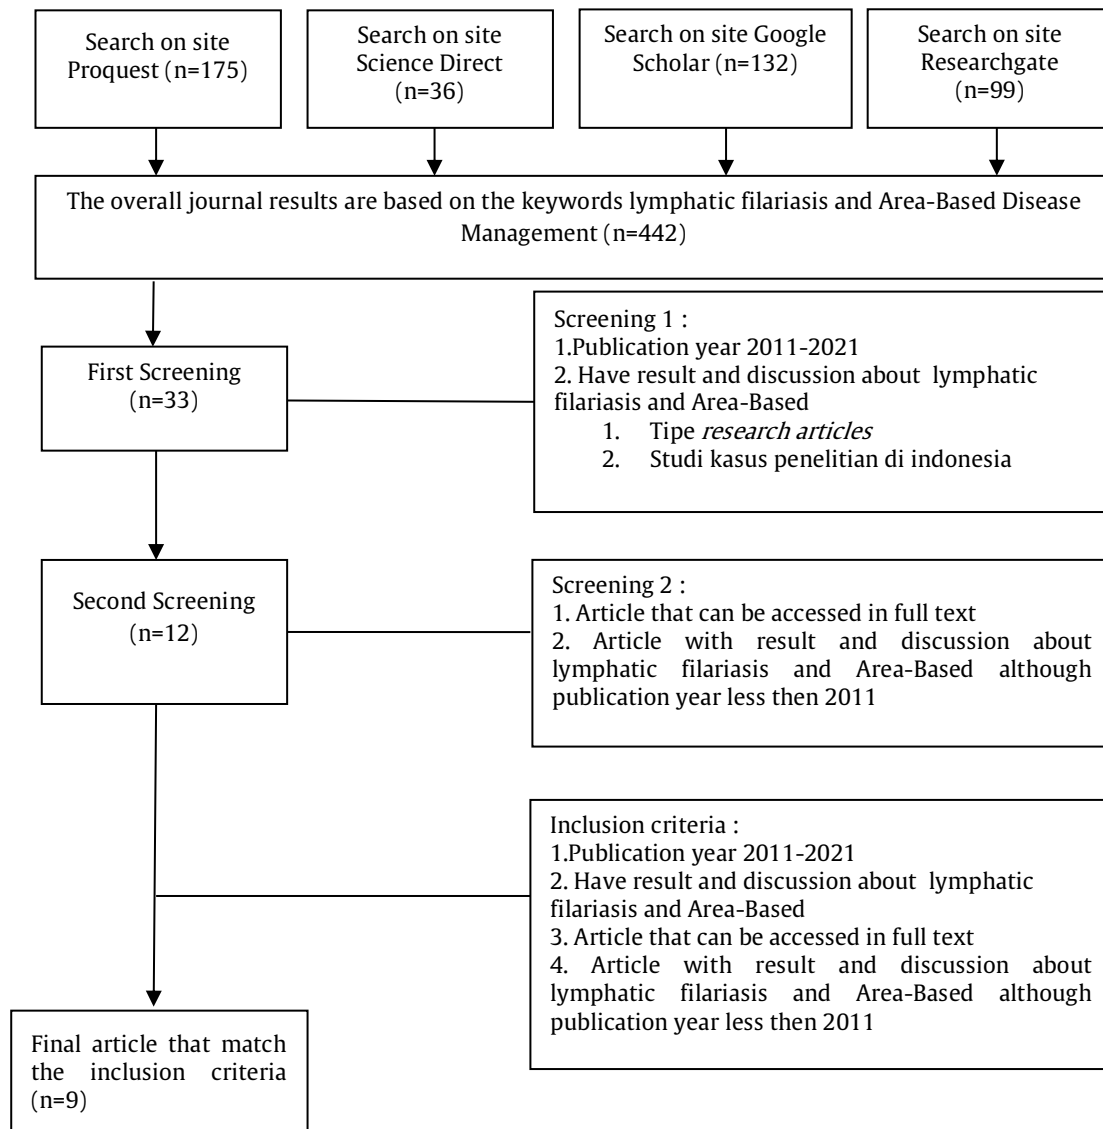 Search on site
Proquest (n=175)
Search on site
Science Direct
(n=36)
Search on site Google
Scholar (n=132)
Search on site
Researchgate
(n=99)
The overall journal results are based on the keywords lymphatic filariasis and Area-Based Disease
Management (n=442)
First Screening
(n=33)
Screening 1 :
1.Publication year 2011-2021
2. Have result and discussion about lymphatic
filariasis and Area-Based
1. Tipe research articles
2. Studi kasus penelitian di indonesia
Second Screening
(n=12)
Screening 2 :
1. Article that can be accessed in full text
2. Article with result and discussion about
lymphatic filariasis and Area-Based although
publication year less then 2011
Inclusion criteria :
1.Publication year 2011-2021
2. Have result and discussion about lymphatic
filariasis and Area-Based
3. Article that can be accessed in full text
4. Article with result and discussion about
lymphatic filariasis and Area-Based although
publication year less then 2011
Final article that match
the inclusion criteria
(n=9)